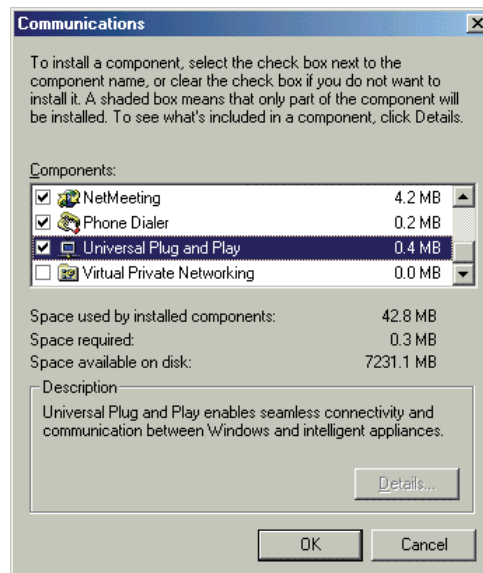 Communications
To install a component, select the check box next to the
component name, or clear the check box if you do not want to
install it. A shaded box means that only part of the component will
be installed. To see what's included in a component, click Details.
Components:
NetMeeting 4.2 MB
Phone Dialer 0.2 MB
Universal Plug and Play 0.4 MB
Virtual Private Networking 0.0 MB
Space used by installed components: 42.8 MB
Space required: 0.3 MB
Space available on disk: 7231.1 MB
Description
Universal Plug and Play enables seamless connectivity and
communication between Windows and intelligent appliances.
Details...
OK Cancel